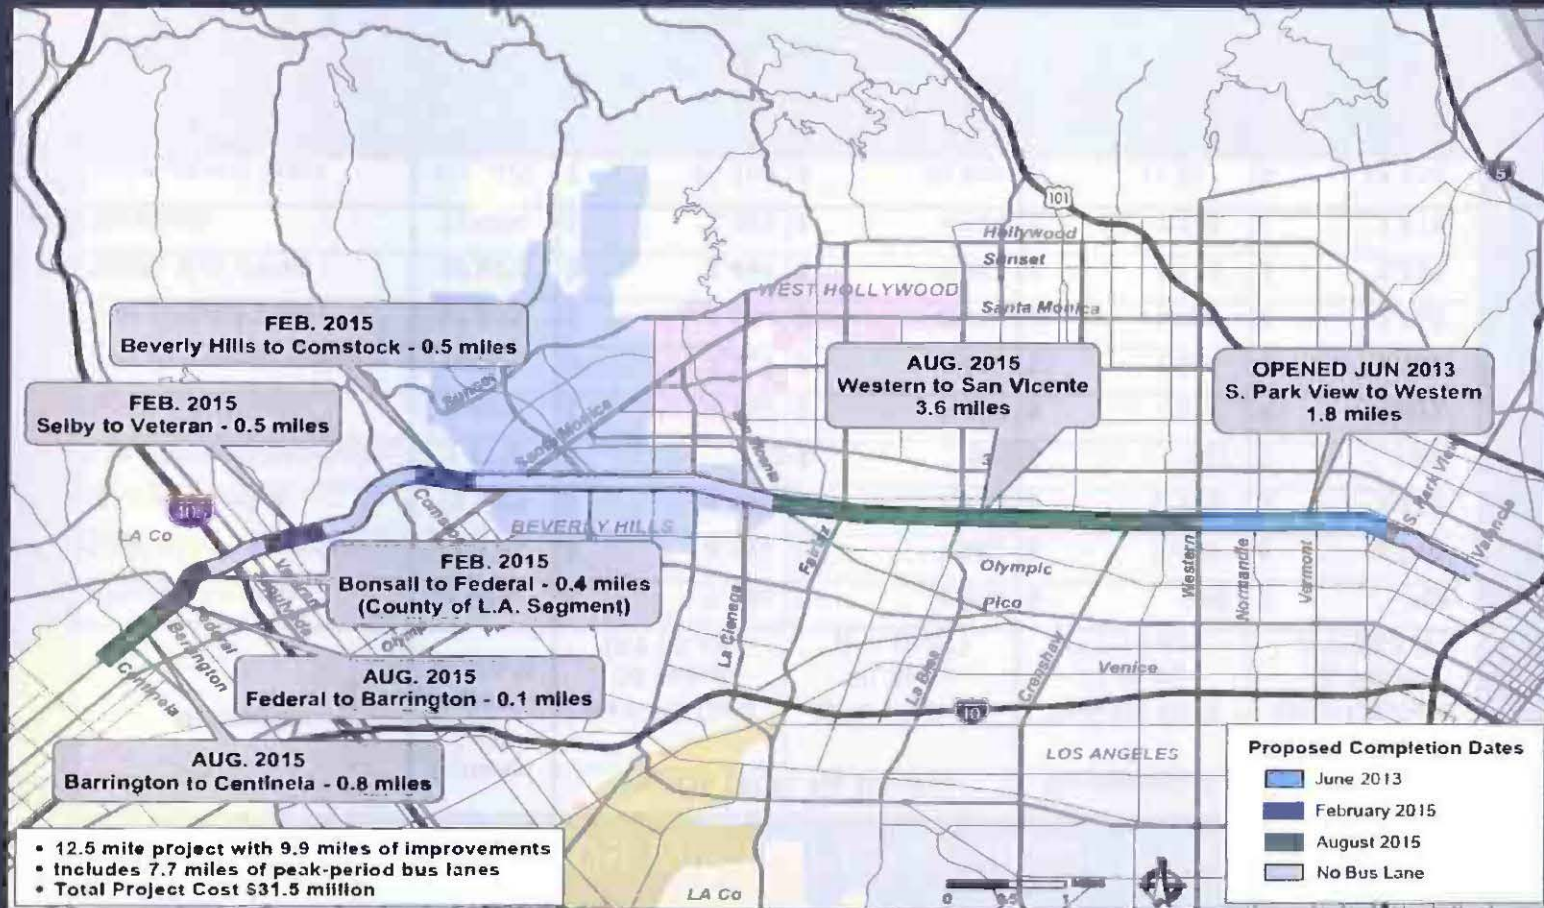 5
101
Hollywood
Sunset
WEST HOLLYWOOD
Santa Monica
FEB. 2015
Beverly Hills to Comstock - 0.5 miles
AUG. 2015
Western to San Vicente
3.6 miles
OPENED JUN 2013
S. Park View to Western
1.8 miles
FEB. 2015
Selby to Veteran - 0.5 miles
Sunset
Santa Monica
San Vicente
S. Park View
Valencia
LA Co
BEVERLY HILLS
Fairfax
FEB. 2015
Bonsall to Federal - 0.4 miles
(County of L.A. Segment)
Olympic
Pico
Western
Normandie
Vermont
Veteran
Federal
Barrington
Centinela
La Cienega
La Brea
Crenshaw
Venice
AUG. 2015
Federal to Barrington - 0.1 miles
10
LOS ANGELES
AUG. 2015
Barrington to Centinela - 0.8 miles
Proposed Completion Dates
June 2013
February 2015
August 2015
No Bus Lane
• 12.5 mile project with 9.9 miles of improvements
• Includes 7.7 miles of peak-period bus lanes
• Total Project Cost $31.5 million
LA Co
0 0.5 1